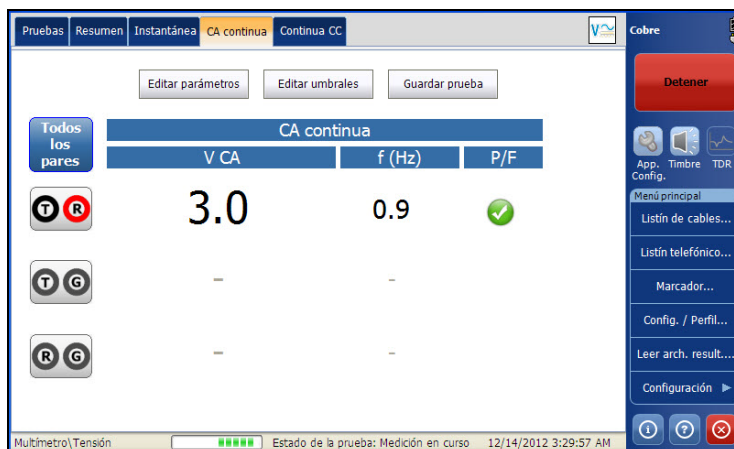 Pruebas Resumen Instantánea CA continua Continua CC V Cobre
Editar parámetros Editar umbrales Guardar prueba
Detener
Todos
los
pares
CA continua
V CA f (Hz) P/F
App.
Config.
Timbre TDR
Menú principal
T R 3.0 0.9
Listín de cables...
Listín telefónico...
T G – –
Marcador...
Config. / Perfil...
R G – –
Leer arch. result....
Configuración
Multímetro\Tensión Estado de la prueba: Medición en curso 12/14/2012 3:29:57 AM
i ?